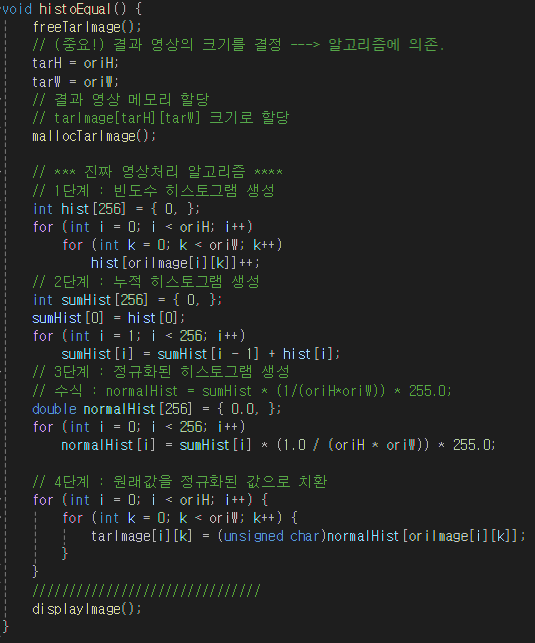 void histoEqual() {
freeTarImage();
// (중요!) 결과 영상의 크기를 결정 ---> 알고리즘에 의존.
tarH = oriH;
tarW = oriW;
// 결과 영상 메모리 할당
// tarImage[tarH][tarW] 크기로 할당
mallocTarImage();
// *** 진짜 영상처리 알고리즘 ****
// 1단계 : 빈도수 히스토그램 생성
int hist[256] = { 0, };
for (int i = 0; i < oriH; i++)
for (int k = 0; k < oriW; k++)
hist[oriImage[i][k]]++;
// 2단계 : 누적 히스토그램 생성
int sumHist[256] = { 0, };
sumHist[0] = hist[0];
for (int i = 1; i < 256; i++)
sumHist[i] = sumHist[i - 1] + hist[i];
// 3단계 : 정규화된 히스토그램 생성
// 수식 : normalHist = sumHist * (1/(oriH*oriW)) * 255.0;
double normalHist[256] = { 0.0, };
for (int i = 0; i < 256; i++)
normalHist[i] = sumHist[i] * (1.0 / (oriH * oriW)) * 255.0;
// 4단계 : 원래값을 정규화된 값으로 치환
for (int i = 0; i < oriH; i++) {
for (int k = 0; k < oriW; k++) {
tarImage[i][k] = (unsigned char)normalHist[oriImage[i][k]];
}
}
///////////////////////////////
displayImage();
}